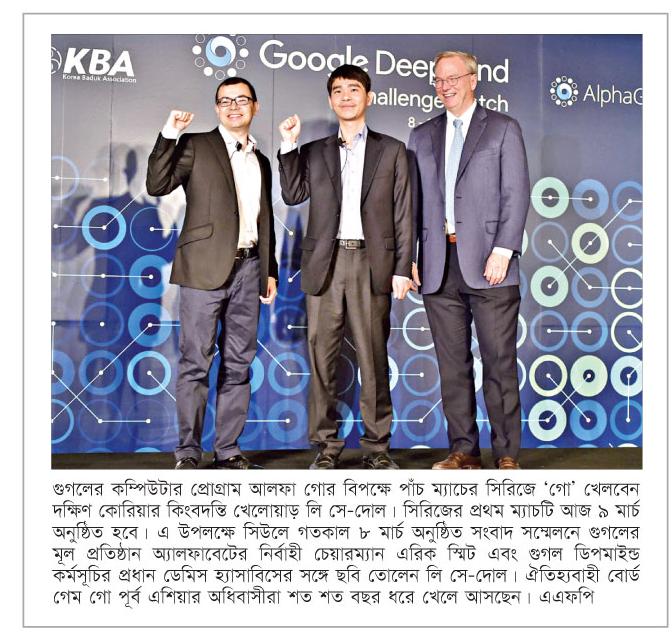 KBA
Korea Baduk Association
Google DeepMind
Challenge Match
8-
AlphaG
গুগলের কম্পিউটার প্রোগ্রাম আলফা গোর বিপক্ষে পাঁচ ম্যাচের সিরিজে ‘গো’ খেলবেন
দক্ষিণ কোরিয়ার কিংবদন্তি খেলোয়াড় লি সে-দোল। সিরিজের প্রথম ম্যাচটি আজ ৯ মার্চ
অনুষ্ঠিত হবে। এ উপলক্ষে সিউলে গতকাল ৮ মার্চ অনুষ্ঠিত সংবাদ সম্মেলনে গুগলের
মূল প্রতিষ্ঠান অ্যালফাবেটের নির্বাহী চেয়ারম্যান এরিক স্মিট এবং গুগল ডিপমাইন্ড
কর্মসূচির প্রধান ডেমিস হ্যাসাবিসের সঙ্গে ছবি তোলেন লি সে-দোল। ঐতিহ্যবাহী বোর্ড
গেম গো পূর্ব এশিয়ার অধিবাসীরা শত শত বছর ধরে খেলে আসছেন। এএফপি